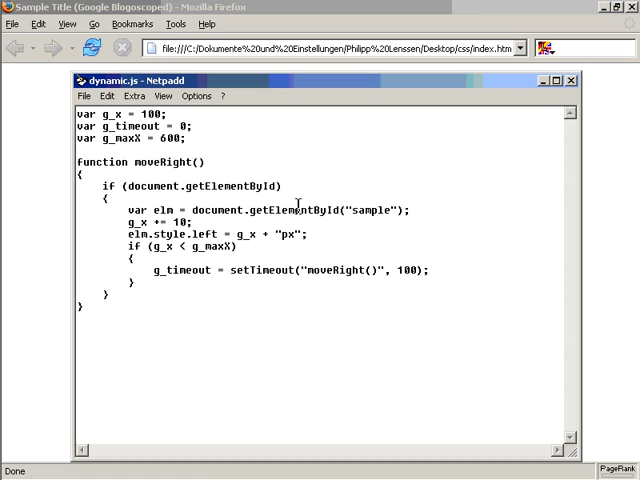 Sample Title (Google Blogoscoped) - Mozilla Firefox
File Edit View Go Bookmarks Tools Help
file:///C:/Dokumente%20und%20Einstellungen/Philipp%20Lenssen/Desktop/css/index.htm
dynamic.js - Netpadd
File Edit Extra View Options ?
var g_x = 100;
var g_timeout = 0;
var g_maxX = 600;
function moveRight()
{
if (document.getElementById)
{
var elm = document.getElementById("sample");
g_x += 10;
elm.style.left = g_x + "px";
if (g_x < g_maxX)
{
g_timeout = setTimeout("moveRight()", 100);
}
}
}
Done
PageRank